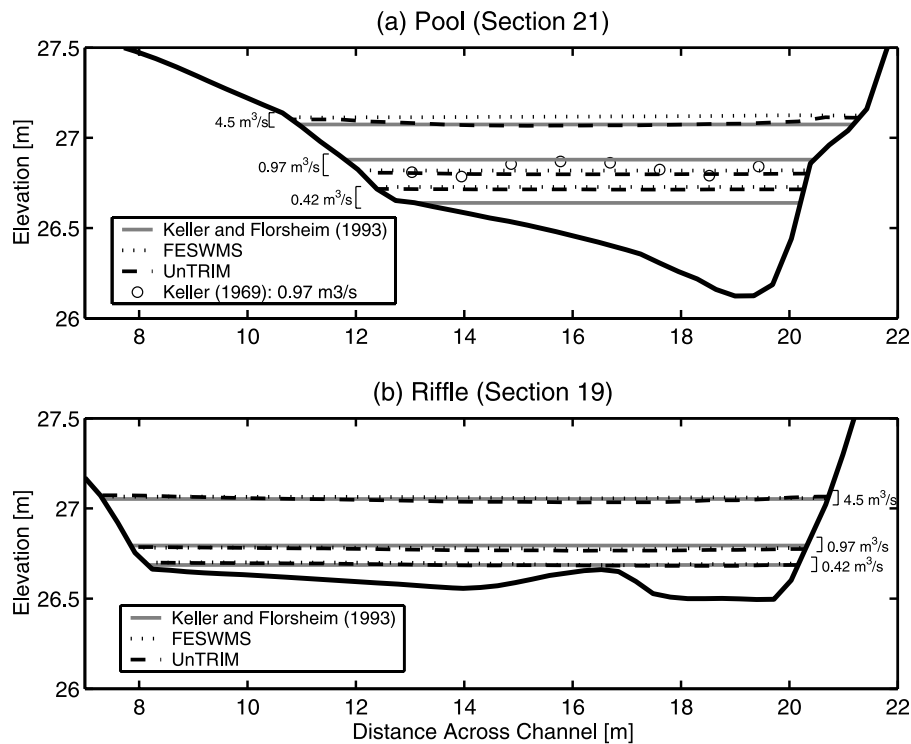 (a) Pool (Section 21)
27.5
27
26.5
26
Elevation [m]
4.5 m³/s
0.97 m³/s
0.42 m³/s
Keller and Florsheim (1993)
FESWMS
UnTRIM
Keller (1969): 0.97 m3/s
8 10 12 14 16 18 20 22
(b) Riffle (Section 19)
27.5
27
26.5
26
Elevation [m]
4.5 m³/s
0.97 m³/s
0.42 m³/s
Keller and Florsheim (1993)
FESWMS
UnTRIM
8 10 12 14 16 18 20 22
Distance Across Channel [m]